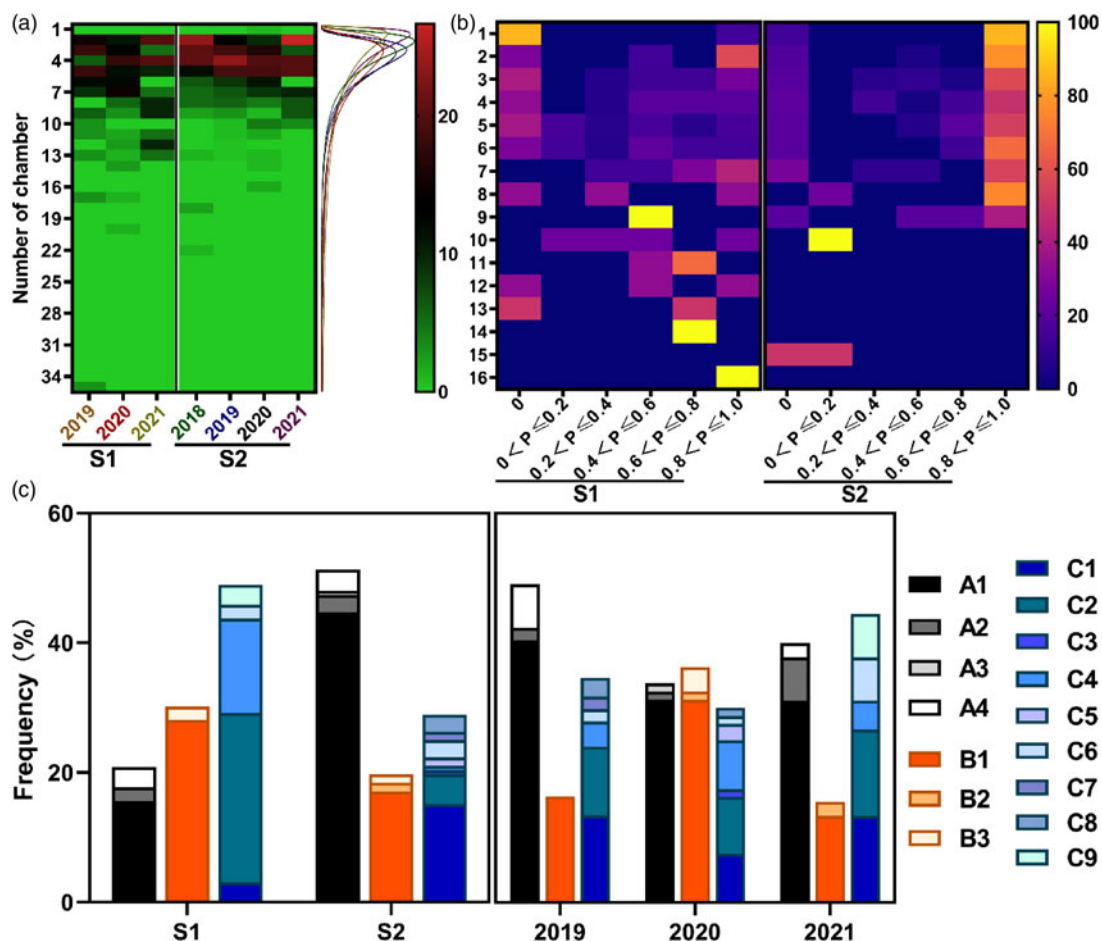 (a)
Number of chamber
1
4
7
10
13
16
19
22
25
28
31
34
2019
2020
2021
2018
2019
2020
2021
S1
S2
20
10
0
(b)
1
2
3
4
5
6
7
8
9
10
11
12
13
14
15
16
0
0 < P ≤0.2
0.2 < P ≤0.4
0.4 < P ≤0.6
0.6 < P ≤0.8
0.8 < P ≤1.0
S1
0
0 < P ≤0.2
0.2 < P ≤0.4
0.4 < P ≤0.6
0.6 < P ≤0.8
0.8 < P ≤1.0
S2
100
80
60
40
20
0
(c)
Frequency (%)
60
40
20
0
S1
S2
2019
2020
2021
A1
A2
A3
A4
B1
B2
B3
C1
C2
C3
C4
C5
C6
C7
C8
C9